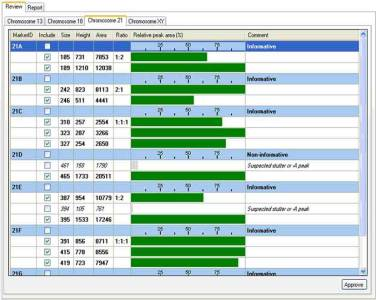 Review Report
Chromosome 13 Chromosome 18 Chromosome 21 Chromosome XY
MarkerID Include Size Height Area Ratio Relative peak area (%) Comment
21A 25 50 75 Informative
185 731 7853 1:2
189 1210 12038
21B 25 50 75 Informative
242 823 8113 2:1
246 511 4441
21C 25 50 75 Informative
310 257 2554 1:1:1
323 287 3266
327 254 2650
21D 25 50 75 Non-informative
461 159 1790 Suspected stutter or -A peak
465 1733 20511
21E 25 50 75 Informative
387 954 10779 1:2
394 105 761 Suspected stutter or -A peak
395 1533 17246
21F 25 50 75 Informative
391 856 8711 1:1:1
415 778 8556
419 723 7947
21G 25 50 75 Informative
Approve